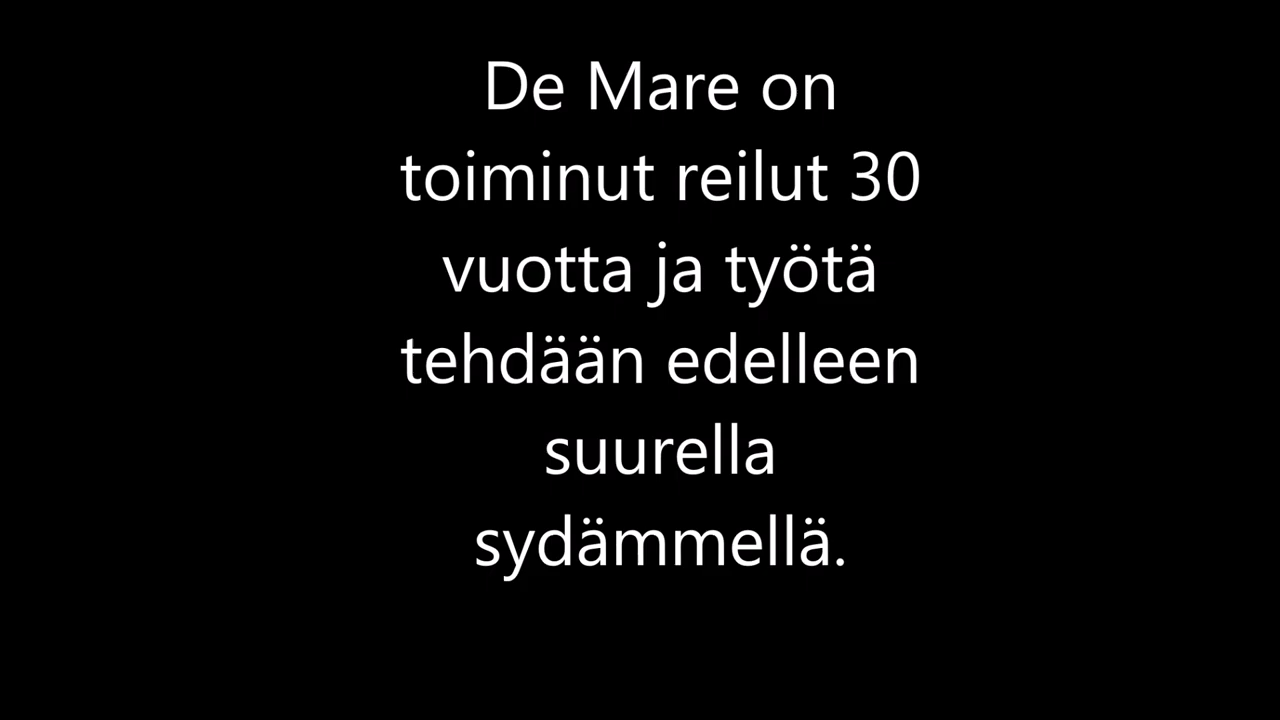 De Mare on
toiminut reilut 30
vuotta ja työtä
tehdään edelleen
suurella
sydämmellä.